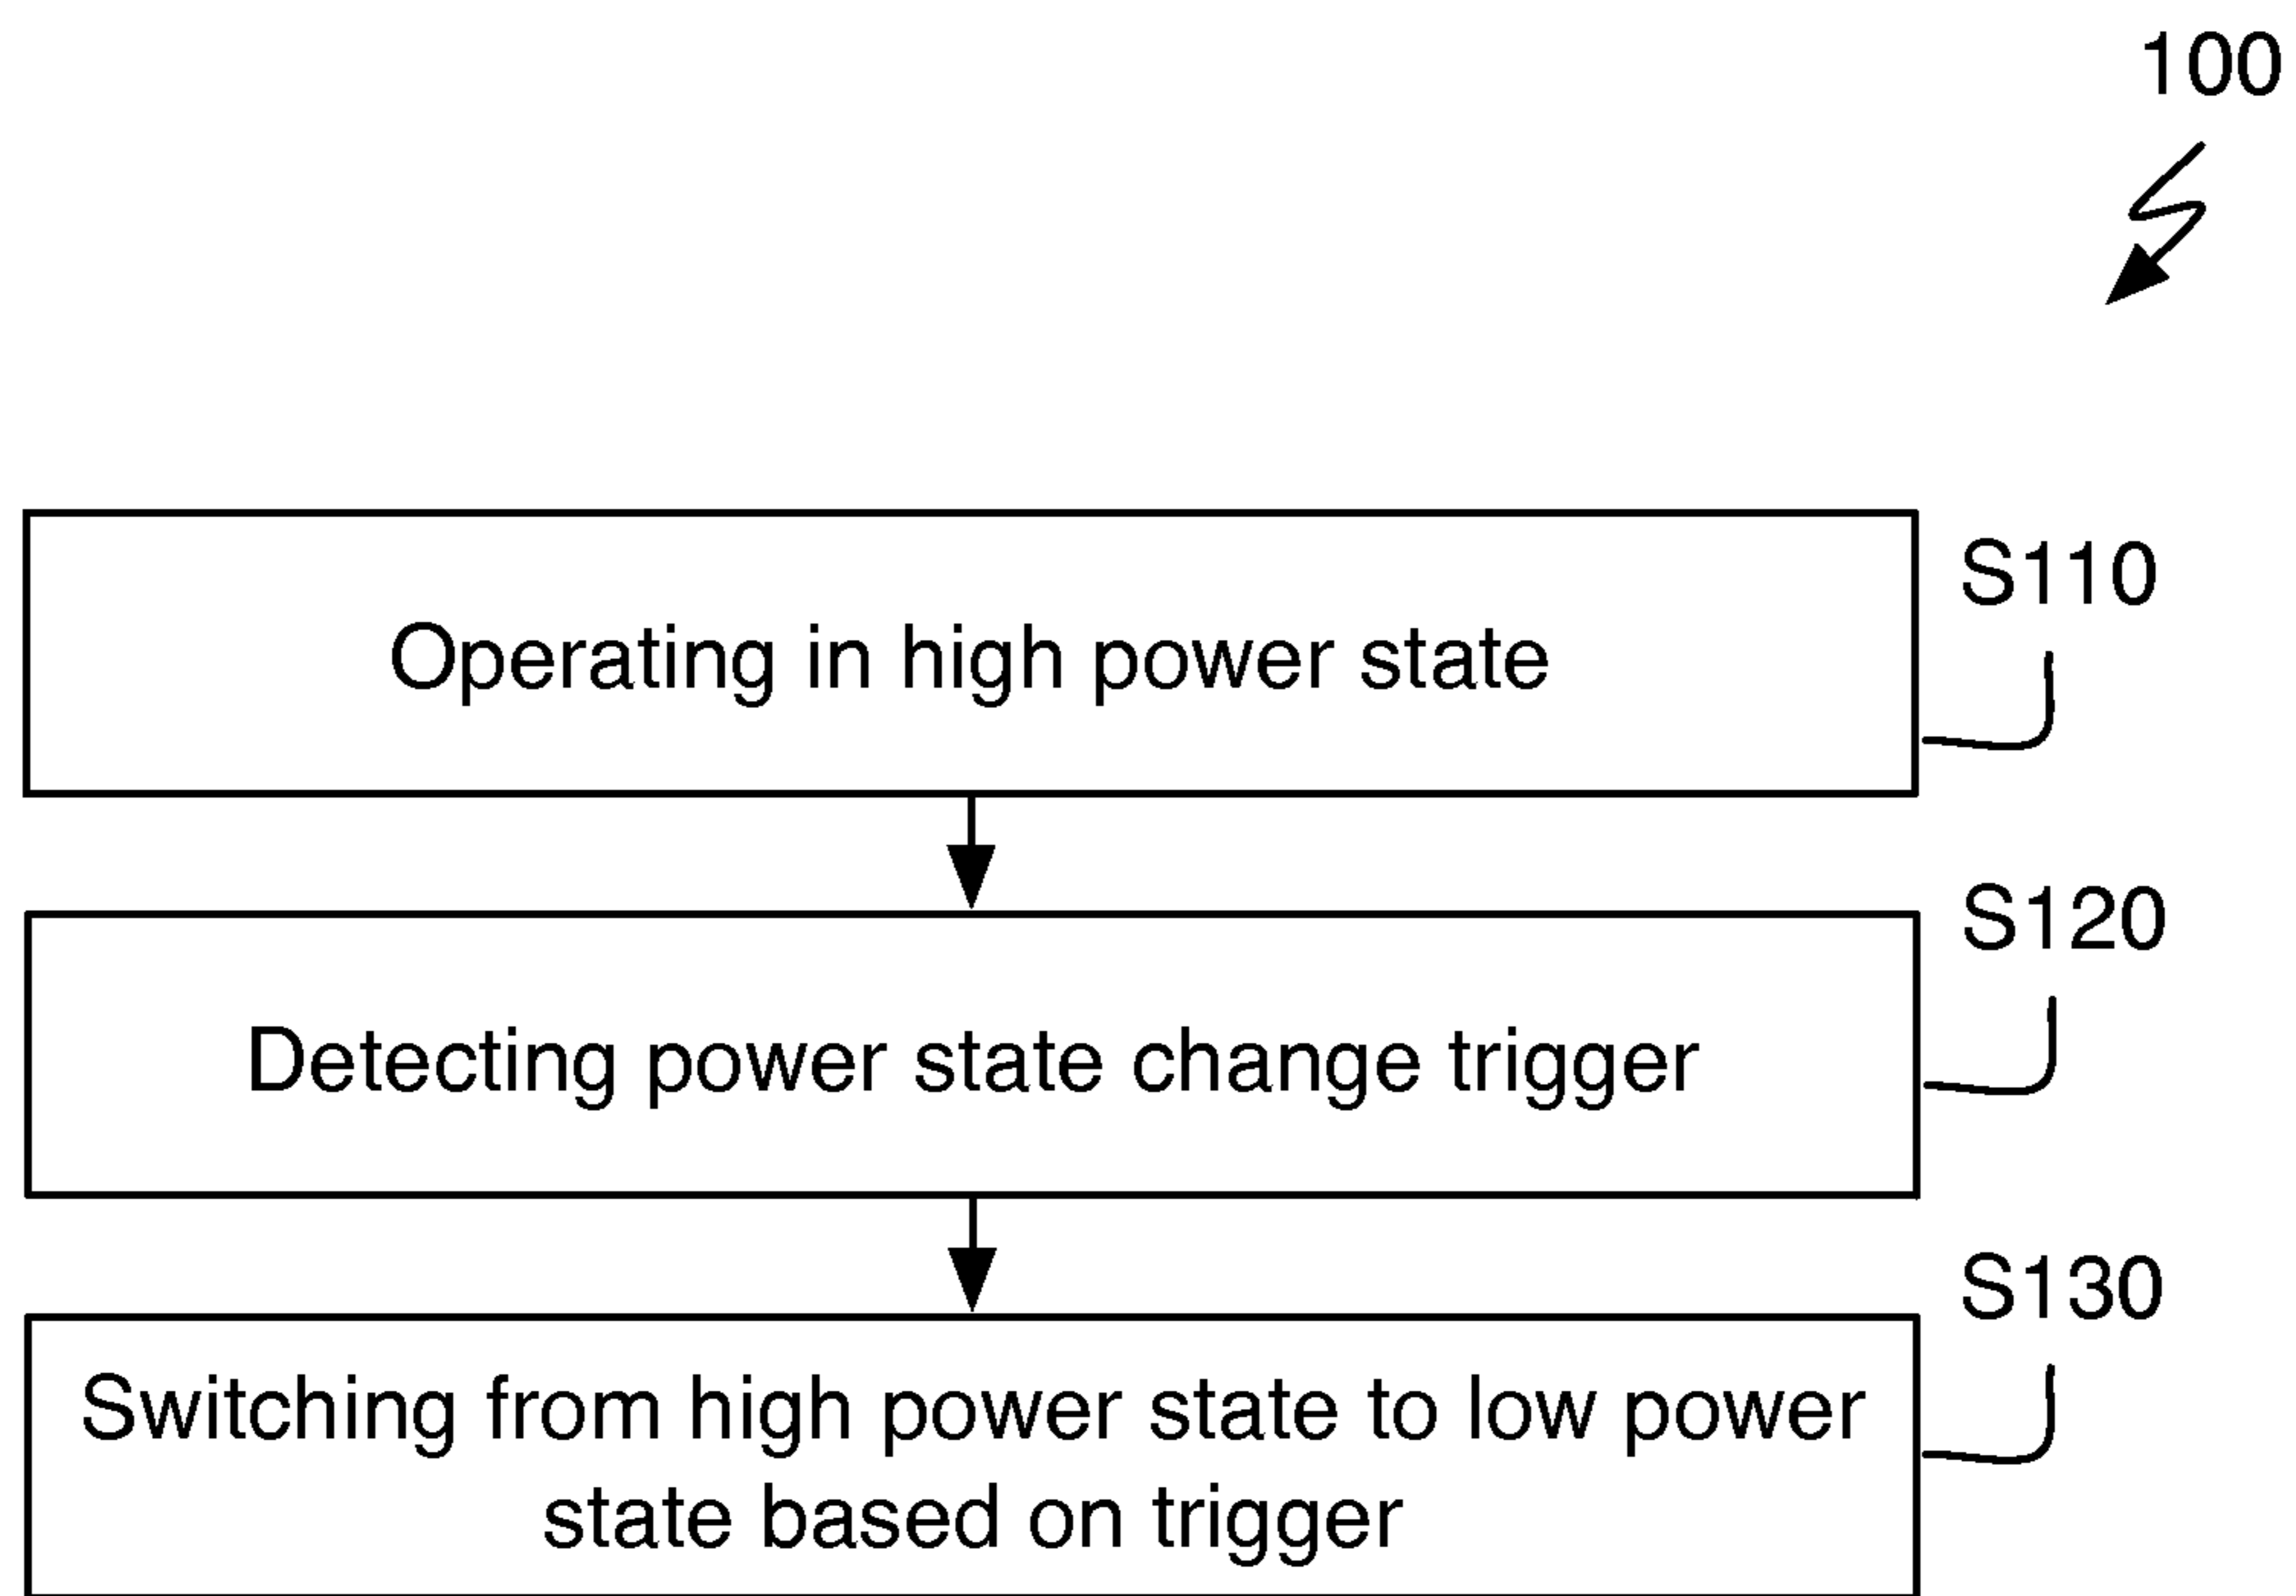 100
Operating in high power state
S110
Detecting power state change trigger
S120
Switching from high power state to low power
state based on trigger
S130